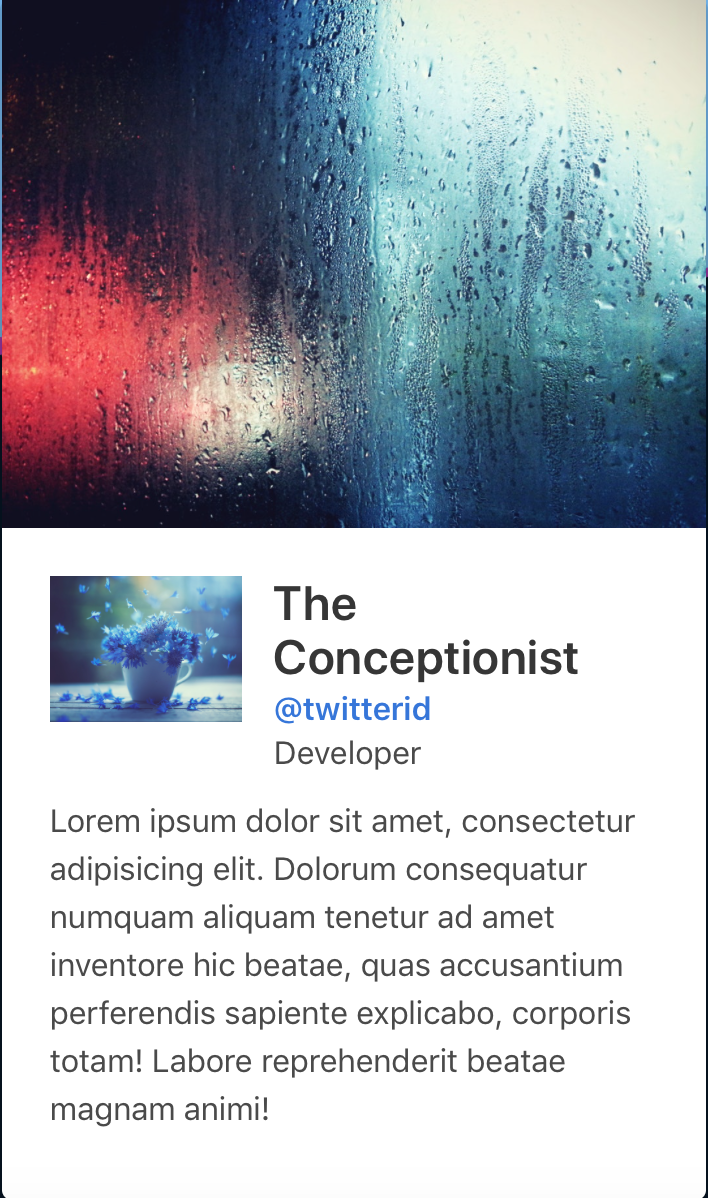 The
Conceptionist
@twitterid
Developer
Lorem ipsum dolor sit amet, consectetur
adipisicing elit. Dolorum consequatur
numquam aliquam tenetur ad amet
inventore hic beatae, quas accusantium
perferendis sapiente explicabo, corporis
totam! Labore reprehenderit beatae
magnam animi!